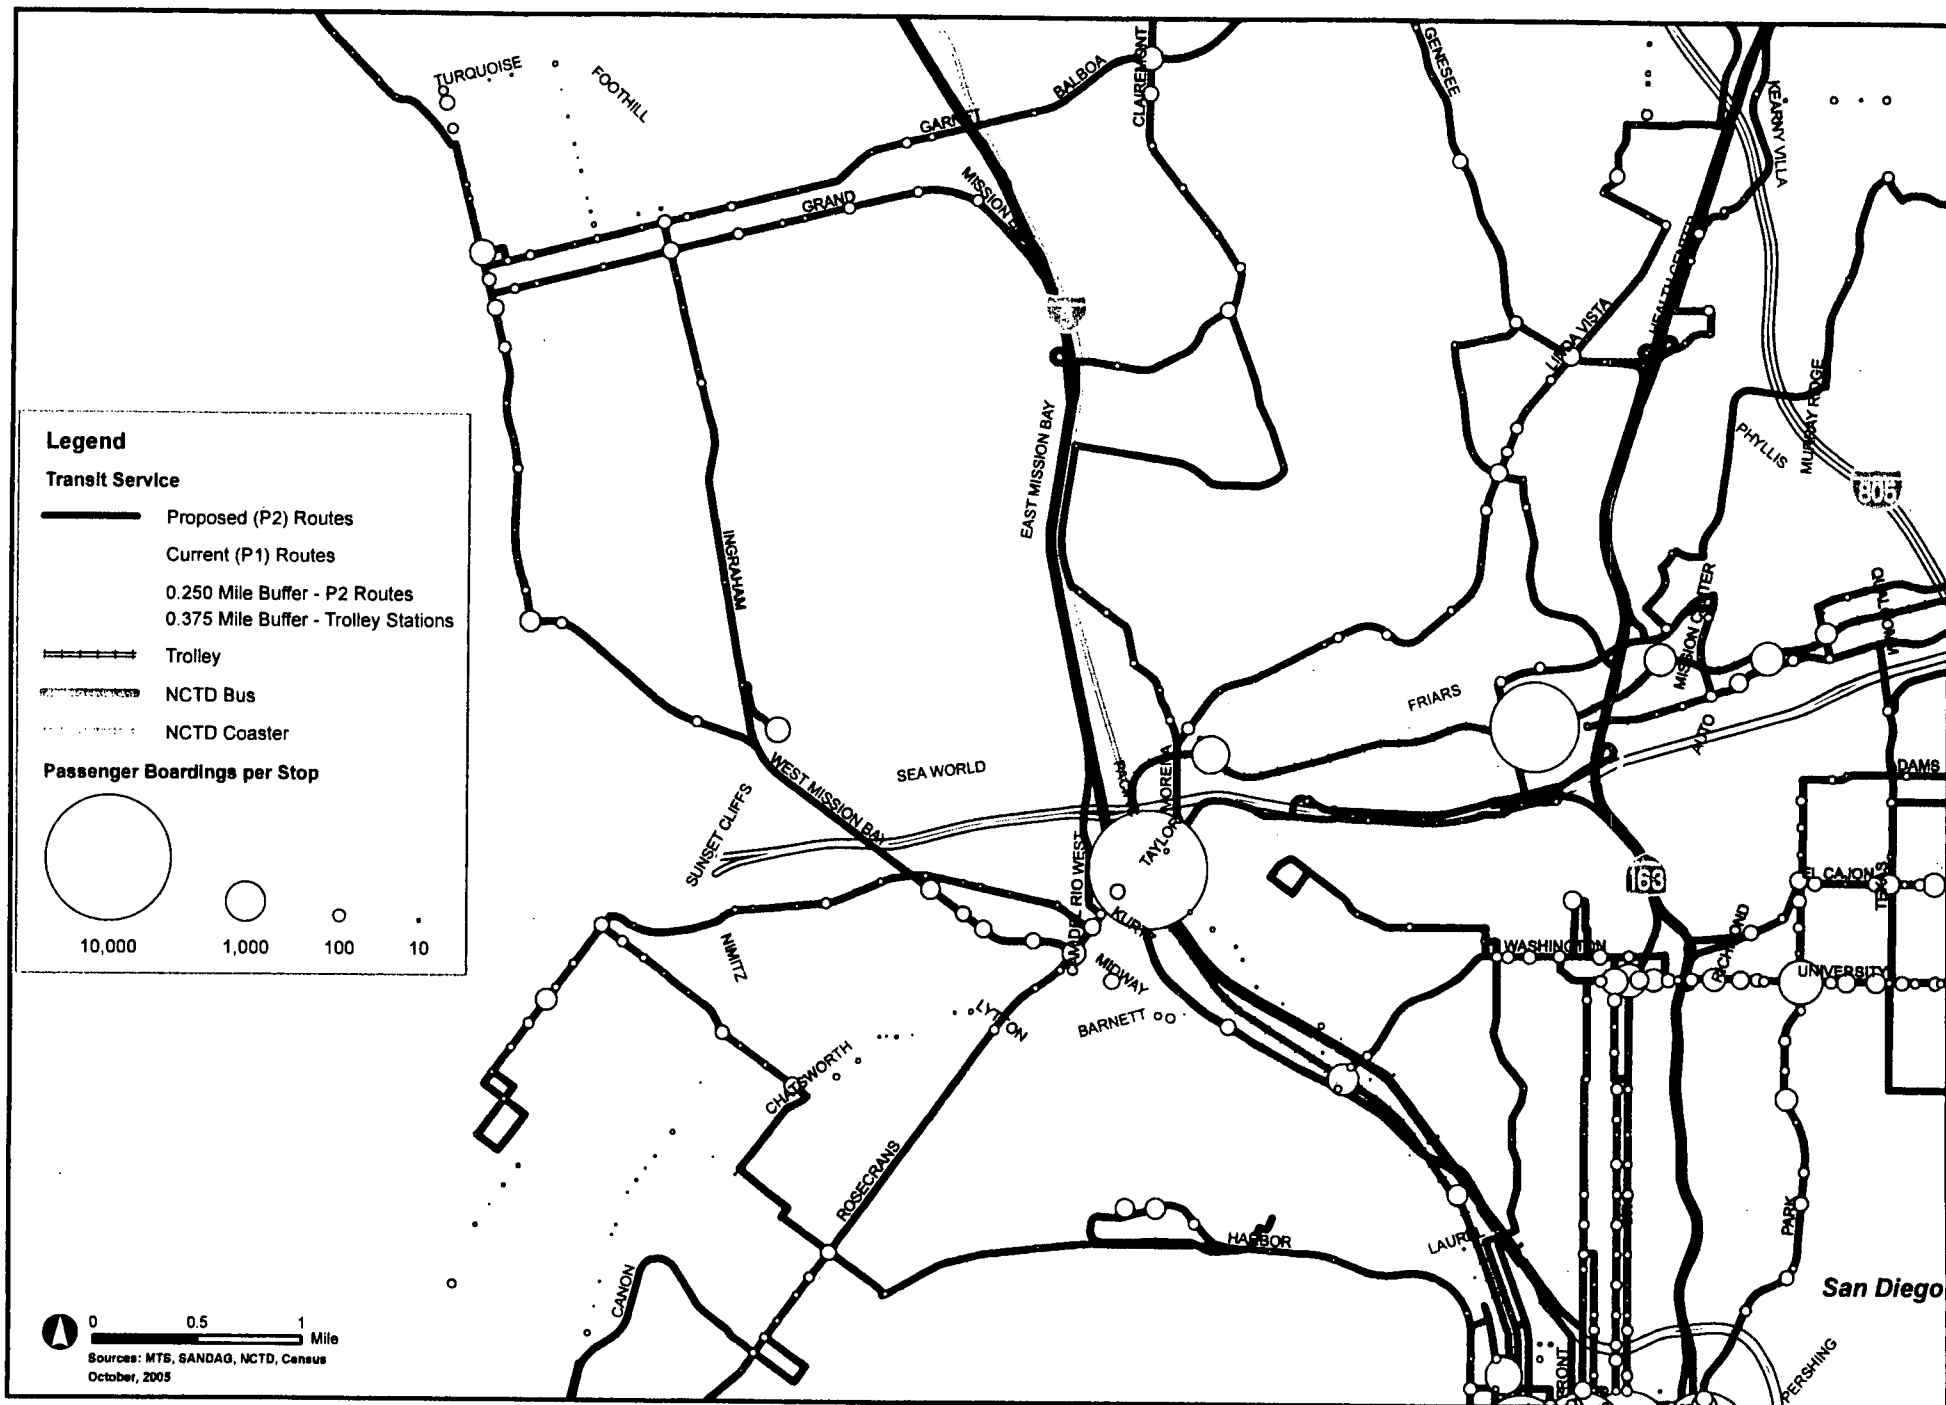 TURQUOISE
FOOTHILL
BALBOA
CLAIREMONT
GENESEE
KEARNY VILLA
GARNET
GRAND
LINDA VISTA
MURRAY RIDGE
PHYLLIS
805
EAST MISSION BAY
INGRAHAM
Legend
Transit Service
Proposed (P2) Routes
Current (P1) Routes
0.250 Mile Buffer - P2 Routes
0.375 Mile Buffer - Trolley Stations
Trolley
NCTD Bus
NCTD Coaster
Passenger Boardings per Stop
10,000
1,000
100
10
MISSION CENTER
FRIARS
AUTO
SEA WORLD
WEST MISSION BAY
SUNSET CLIFFS
MORENA
TAYLOR
DAMS
163
EL CAJON
TEXAS
CAM DEL RIO WEST
KURTZ
NIMITZ
MIDWAY
WASHINGTON
RICHMOND
UNIVERSITY
LYTTON
BARNETT
CHATSWORTH
ROSECRANS
HARBOR
LAUREL
PARK
CANON
San Diego
FRONT
PERSHING
0 0.5 1
Mile
Sources: MTS, SANDAG, NCTD, Census
October, 2005